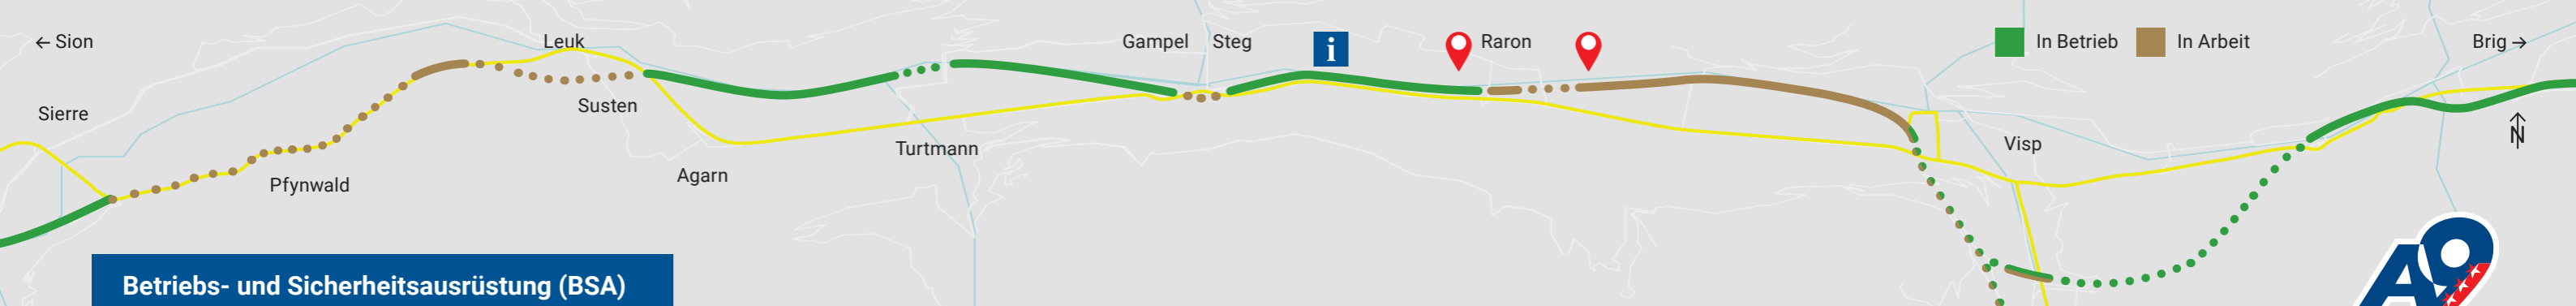 ← Sion
Leuk
Gampel
Steg
i
Raron
In Betrieb
In Arbeit
Brig →
Sierre
Susten
Pfynwald
Agarn
Turtmann
Visp
N
Betriebs- und Sicherheitsausrüstung (BSA)
A9